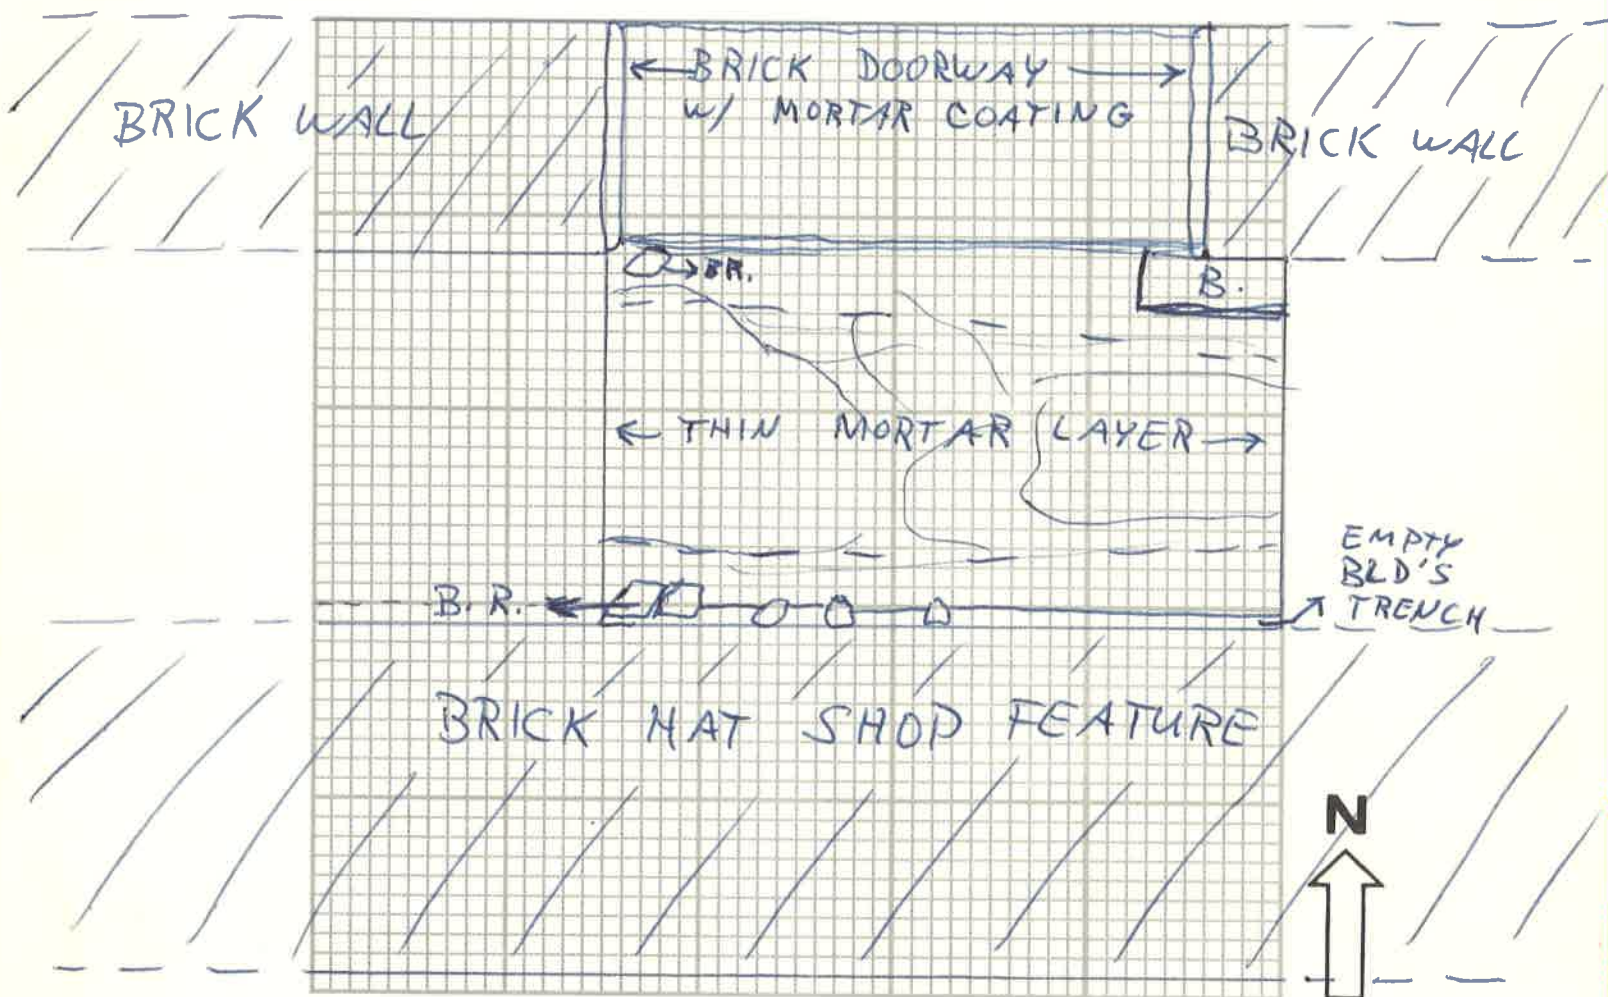 ← BRICK DOORWAY →
w/ MORTAR COATING
BRICK WALL
BRICK WALL
→ BR.
B.
← THIN MORTAR LAYER →
EMPTY
BLD'S
TRENCH
B. R.
BRICK HAT SHOP FEATURE
N